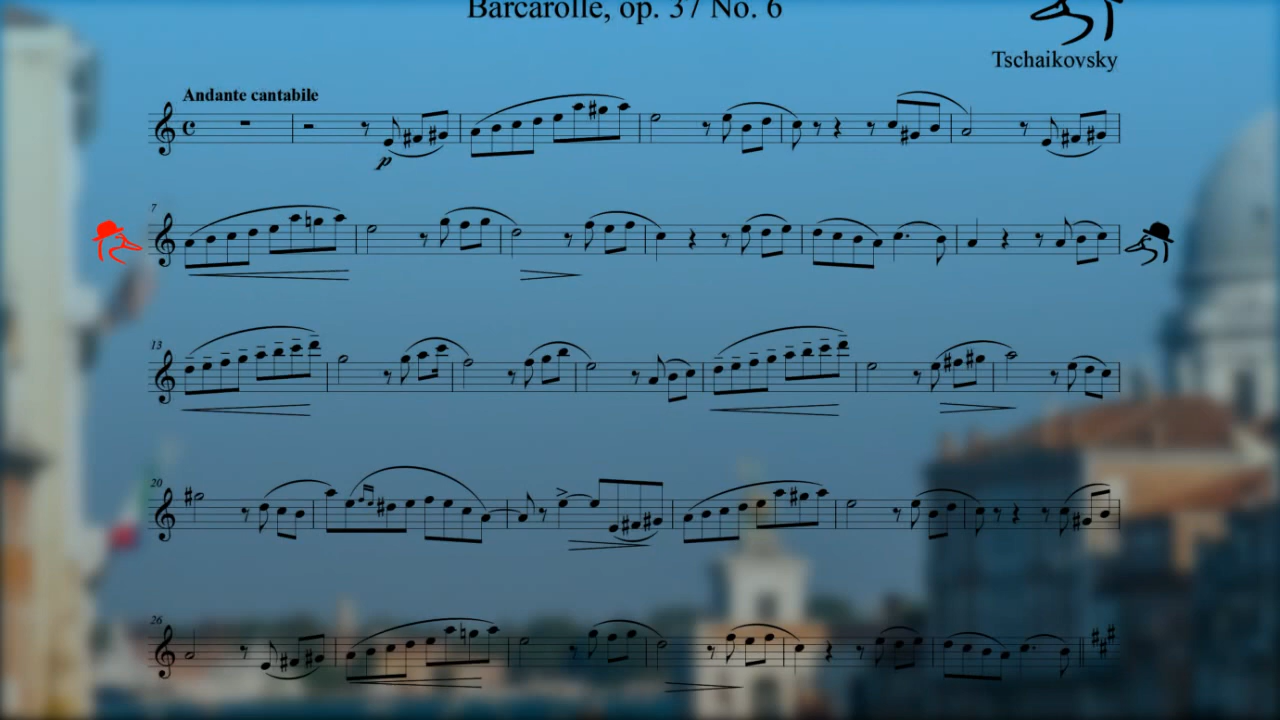 Barcarolle, op. 37 No. 6
Tschaikovsky
Andante cantabile
p
7
13
20
26